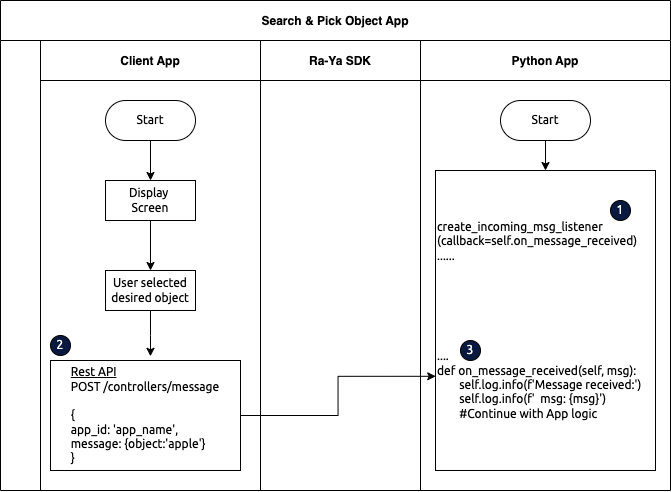 Search & Pick Object App
Client App
Ra-Ya SDK
Python App
Start
Display
Screen
User selected
desired object
2
Rest API
POST /controllers/message
{
app_id: 'app_name',
message: {object:'apple'}
}
Start
1
create_incoming_msg_listener
(callback=self.on_message_received)
......
....
3
def on_message_received(self, msg):
self.log.info(f'Message received:')
self.log.info(f'  msg: {msg}')
#Continue with App logic